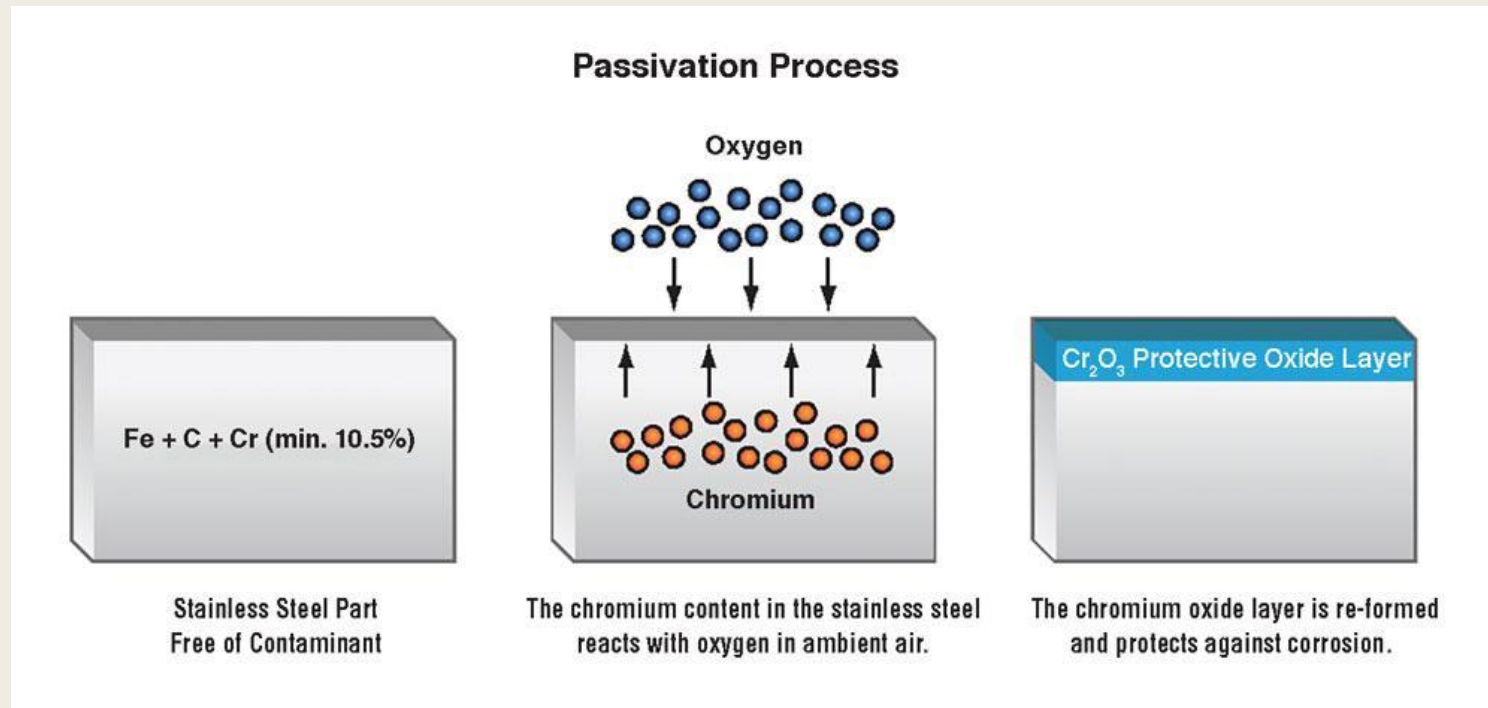 Passivation Process
Oxygen
Fe + C + Cr (min. 10.5%)
Chromium
Cr₂O₃ Protective Oxide Layer
Stainless Steel Part
Free of Contaminant
The chromium content in the stainless steel
reacts with oxygen in ambient air.
The chromium oxide layer is re-formed
and protects against corrosion.